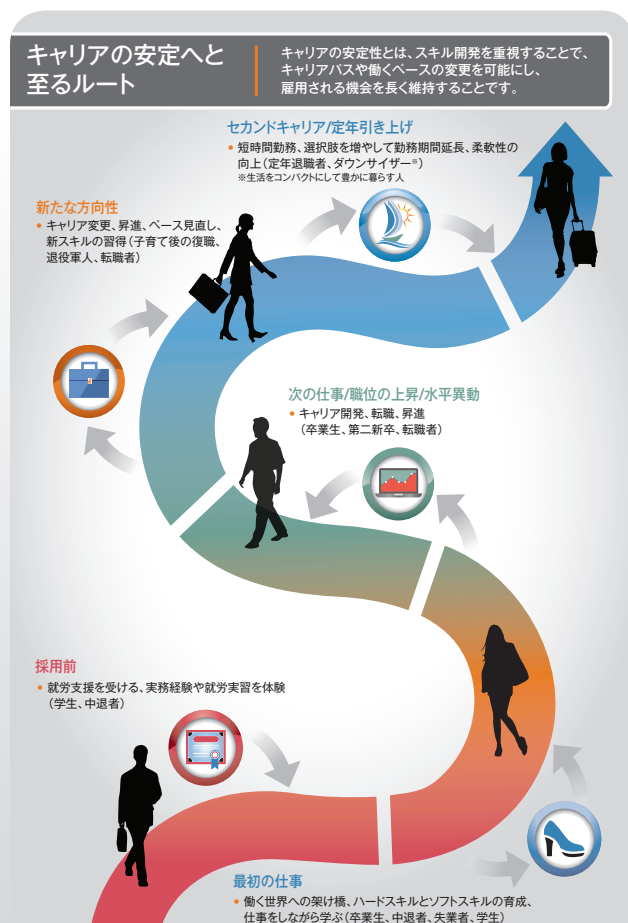 キャリアの安定へと
至るルート
キャリアの安定性とは、スキル開発を重視することで、
キャリアパスや働くペースの変更を可能にし、
雇用される機会を長く維持することです。
セカンドキャリア/定年引き上げ
• 短時間勤務、選択肢を増やして勤務期間延長、柔軟性の
向上(定年退職者、ダウンサイザー※)
※生活をコンパクトにして豊かに暮らす人
新たな方向性
• キャリア変更、昇進、ペース見直し、
新スキルの習得(子育て後の復職、
退役軍人、転職者)
次の仕事/職位の上昇/水平異動
• キャリア開発、転職、昇進
(卒業生、第二新卒、転職者)
採用前
• 就労支援を受ける、実務経験や就労実習を体験
(学生、中退者)
最初の仕事
• 働く世界への架け橋、ハードスキルとソフトスキルの育成、
仕事をしながら学ぶ(卒業生、中退者、失業者、学生)